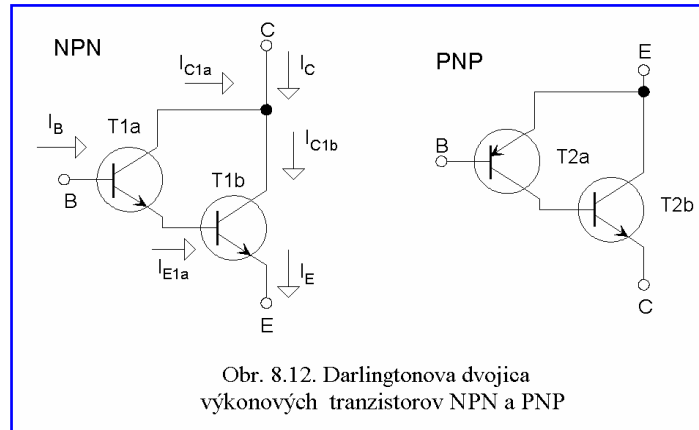 NPN
C
I_C1a
I_C
I_B
T1a
I_C1b
B
T1b
I_E1a
I_E
E
PNP
E
B
T2a
T2b
C
Obr. 8.12. Darlingtonova dvojica
výkonových tranzistorov NPN a PNP